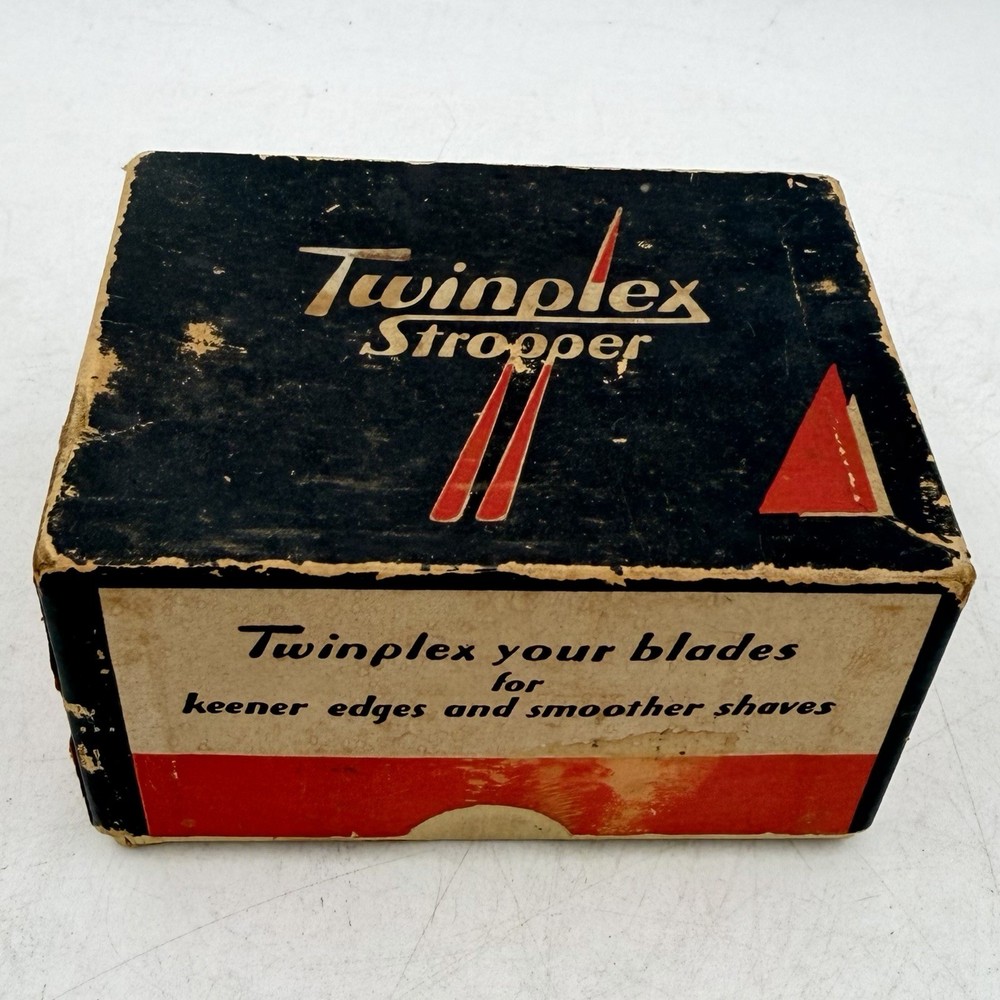 Twinplex
Stropper
Twinplex your blades
for
keener edges and smoother shaves